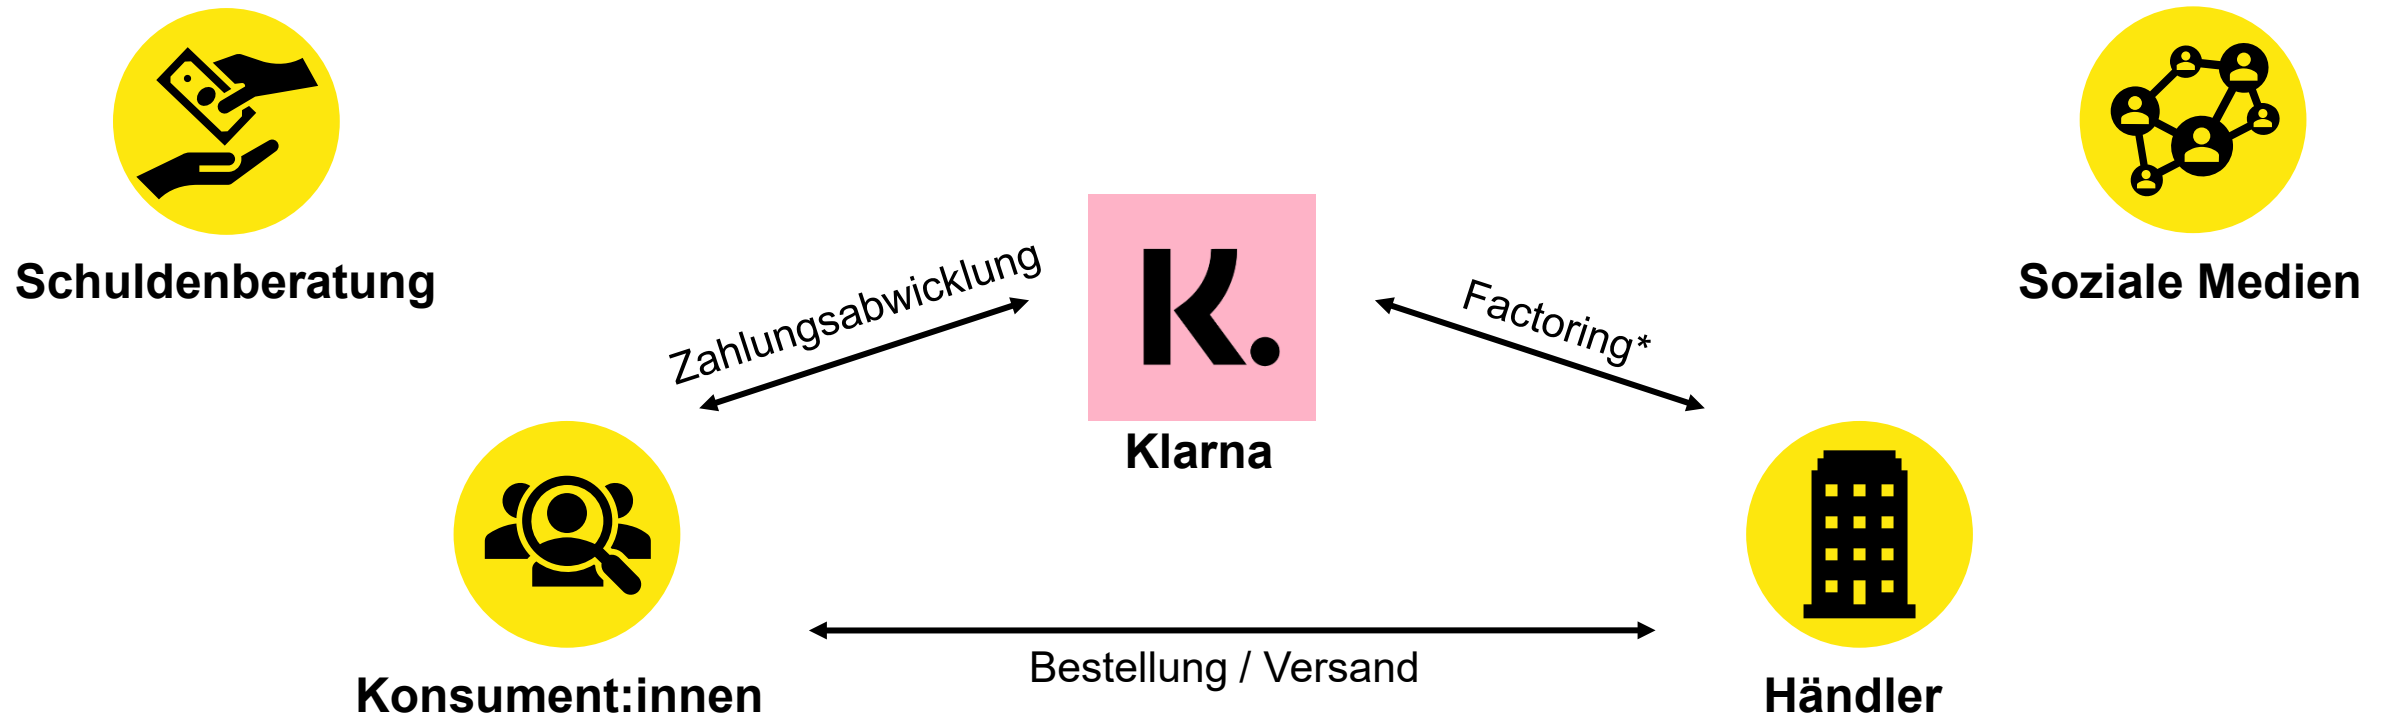 Schuldenberatung
Soziale Medien
Zahlungsabwicklung
K.
Factoring*
Klarna
Bestellung / Versand
Konsument:innen
Händler